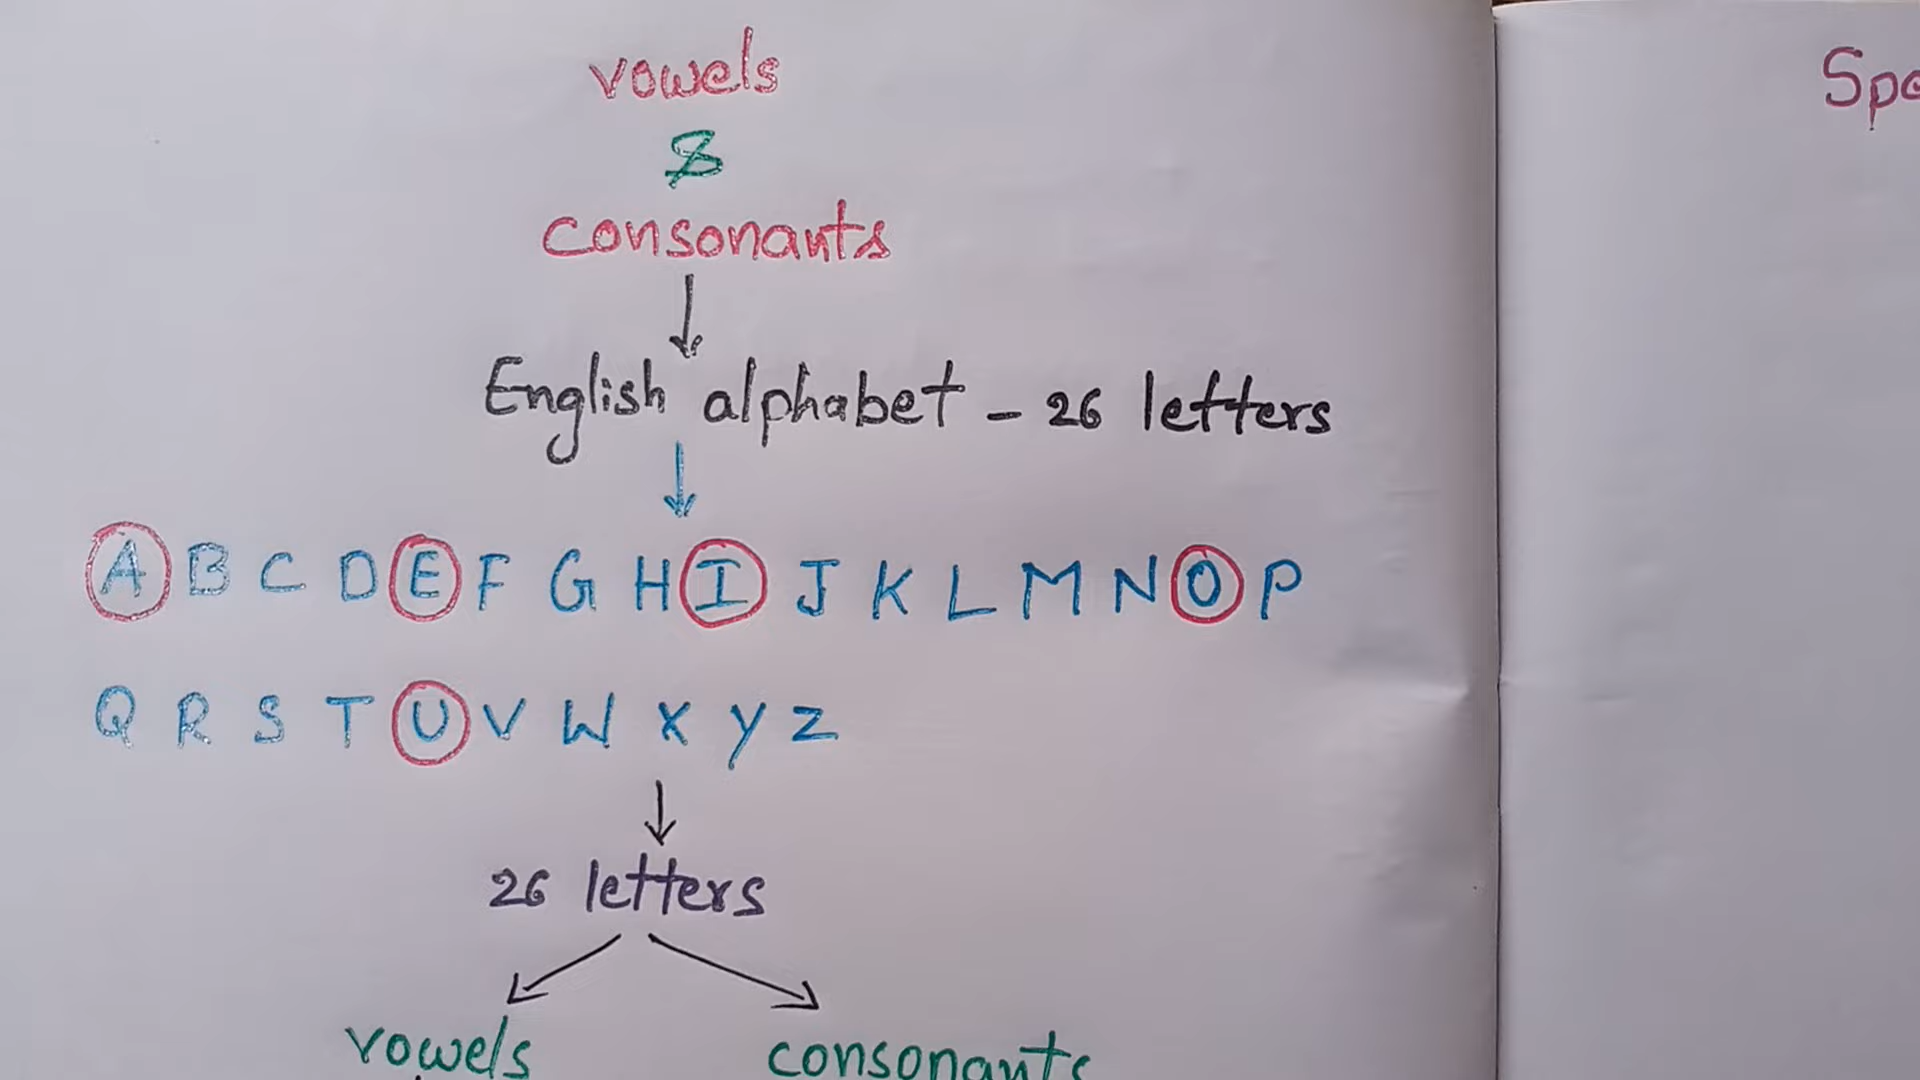 vowels
&
consonants
English alphabet - 26 letters
A B C D E F G H I J K L M N O P
Q R S T U V W X Y Z
26 letters
vowels consonants